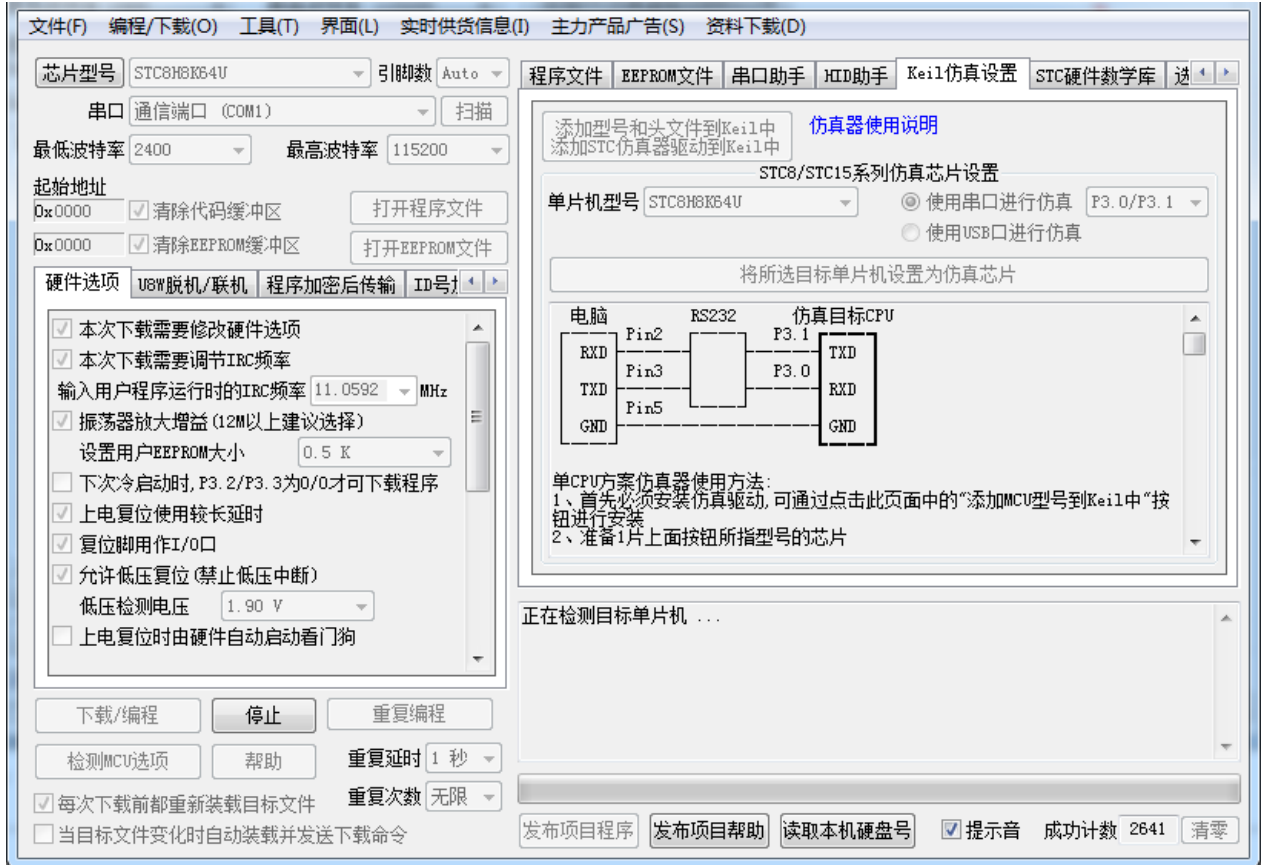 文件(F) 编程/下载(O) 工具(T) 界面(L) 实时供货信息(I) 主力产品广告(S) 资料下载(D)
芯片型号 STC8H8K64U 引脚数 Auto
串口 通信端口 (COM1) 扫描
最低波特率 2400 最高波特率 115200
起始地址
0x0000 清除代码缓冲区 打开程序文件
0x0000 清除EEPROM缓冲区 打开EEPROM文件
硬件选项 U8W脱机/联机 程序加密后传输
本次下载需要修改硬件选项
本次下载需要调节IRC频率
输入用户程序运行时的IRC频率 11.0592 MHz
振荡器放大增益(12M以上建议选择)
设置用户EEPROM大小 0.5 K
下次冷启动时,P3.2/P3.3为0/0才可下载程序
上电复位使用较长延时
复位脚用作I/O口
允许低压复位(禁止低压中断)
低压检测电压 1.90 V
上电复位时由硬件自动启动看门狗
下载/编程 停止 重复编程
检测MCU选项 帮助 重复延时 1 秒
每次下载前都重新装载目标文件 重复次数 无限
当目标文件变化时自动装载并发送下载命令
程序文件 EEPROM文件 串口助手 HID助手 Keil仿真设置 STC硬件数学库 选
添加型号和头文件到Keil中
添加STC仿真器驱动到Keil中
仿真器使用说明
STC8/STC15系列仿真芯片设置
单片机型号 STC8H8K64U 使用串口进行仿真 P3.0/P3.1
使用USB口进行仿真
将所选目标单片机设置为仿真芯片
电脑 RS232 仿真目标CPU
Pin2 P3.1
RXD TXD
Pin3 P3.0
TXD RXD
Pin5
GND GND
单CPU方案仿真器使用方法:
1、首先必须安装仿真驱动,可通过点击此页面中的“添加MCU型号到Keil中”按
钮进行安装
2、准备1片上面按钮所指型号的芯片
正在检测目标单片机 ...
发布项目程序 发布项目帮助 读取本机硬盘号 提示音 成功计数 2641 清零